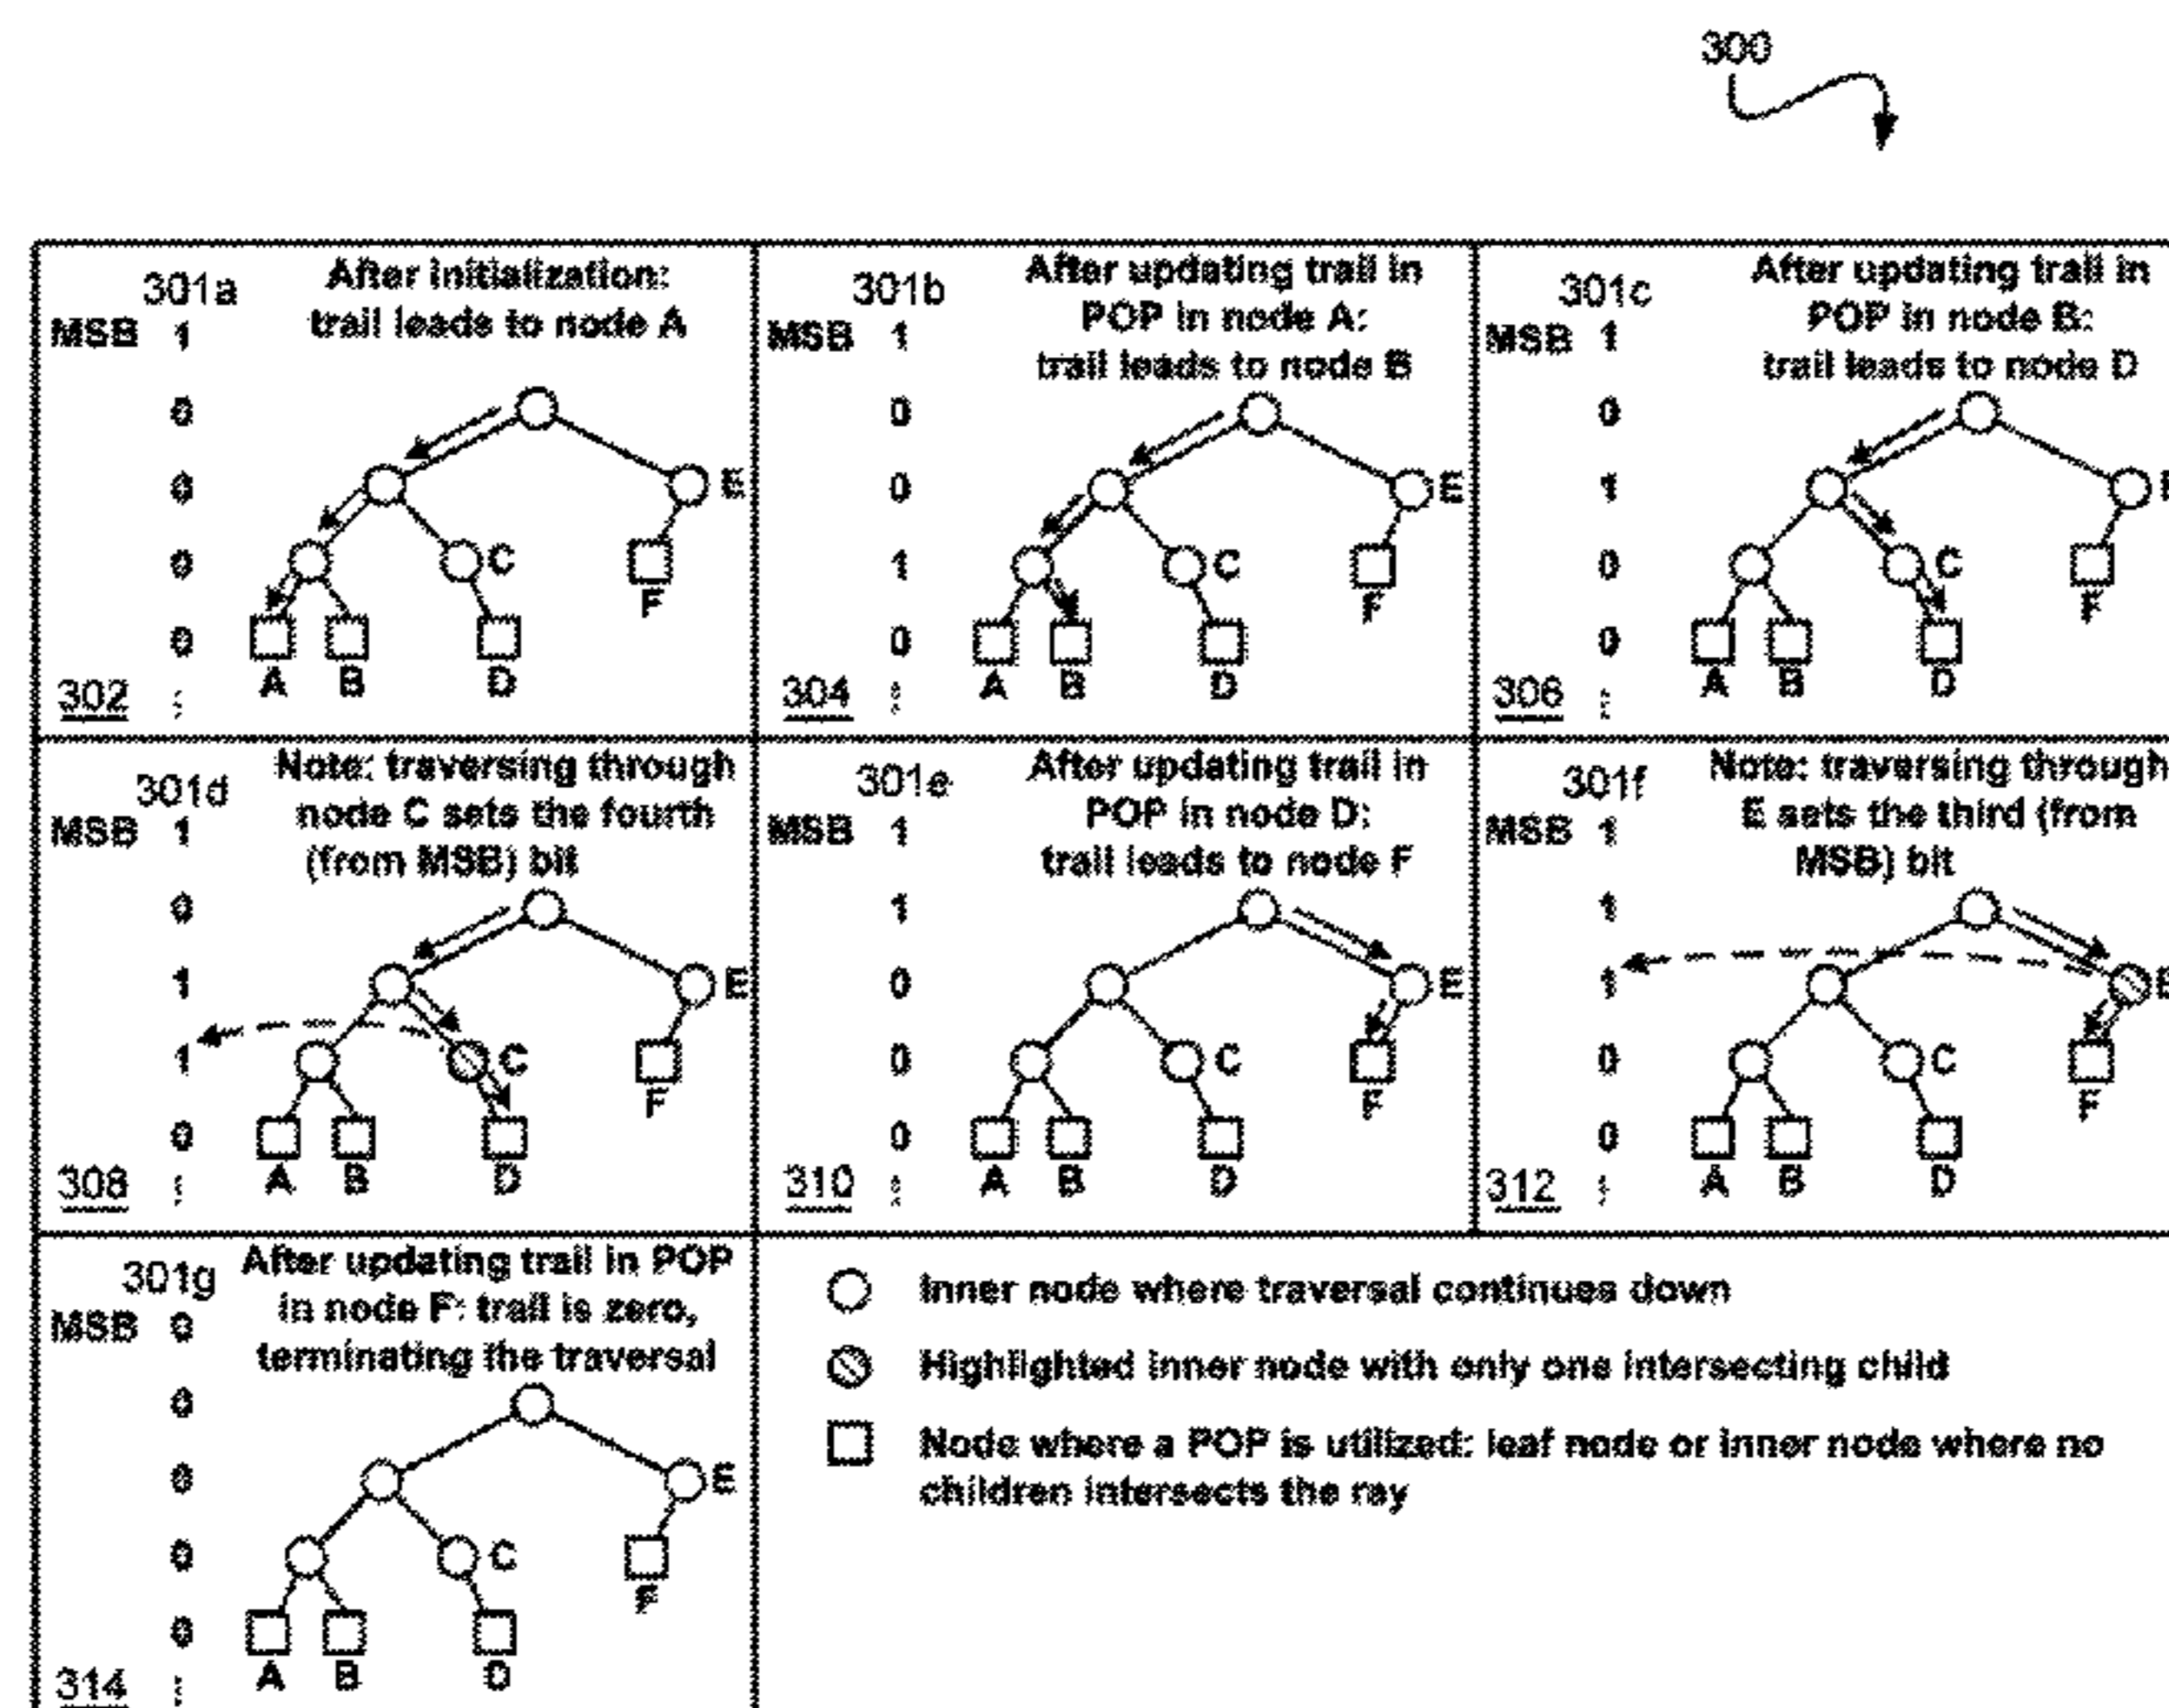 300
301a
After initialization:
trail leads to node A
MSB 1
0
0
E
0
C
F
0
A B D
302
301b
After updating trail in
POP in node A:
trail leads to node B
MSB 1
0
0
E
1
C
F
0
A B D
304
301c
After updating trail in
POP in node B:
trail leads to node D
MSB 1
0
1
0
C
F
0
A B D
306
301d
Note: traversing through
node C sets the fourth
(from MSB) bit
MSB 1
0
1
E
1
C
F
0
A B D
308
301e
After updating trail in
POP in node D:
trail leads to node F
MSB 1
1
0
E
0
C
F
0
A B D
310
301f
Note: traversing through
E sets the third (from
MSB) bit
MSB 1
1
1
E
0
C
F
0
A B D
312
301g
After updating trail in POP
in node F: trail is zero,
terminating the traversal
MSB 0
0
0
E
0
C
F
0
A B D
314
Inner node where traversal continues down
Highlighted inner node with only one intersecting child
Node where a POP is utilized: leaf node or inner node where no
children intersects the ray